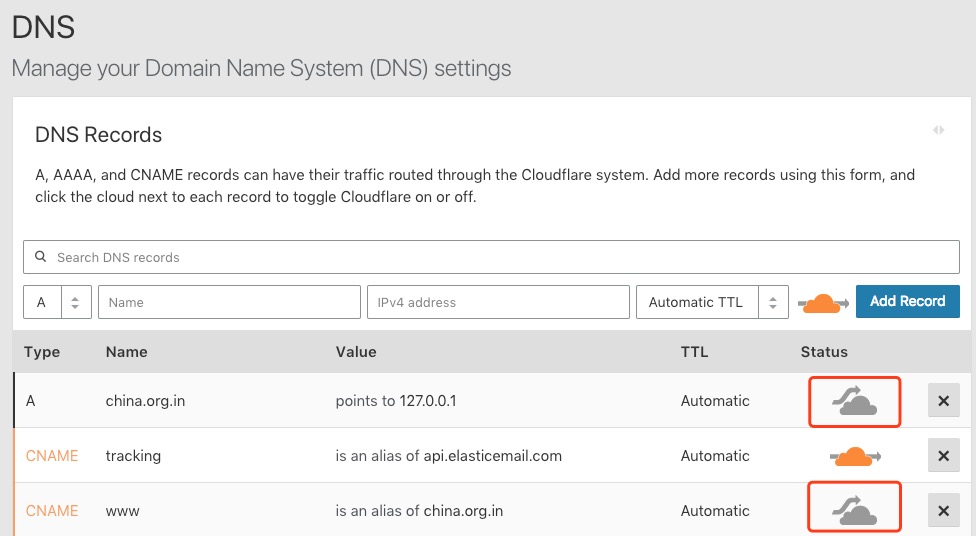 DNS
Manage your Domain Name System (DNS) settings
DNS Records
A, AAAA, and CNAME records can have their traffic routed through the Cloudflare system. Add more records using this form, and
click the cloud next to each record to toggle Cloudflare on or off.
Search DNS records
A Name IPv4 address Automatic TTL Add Record
Type Name Value TTL Status
A china.org.in points to 127.0.0.1 Automatic
CNAME tracking is an alias of api.elasticemail.com Automatic
CNAME www is an alias of china.org.in Automatic